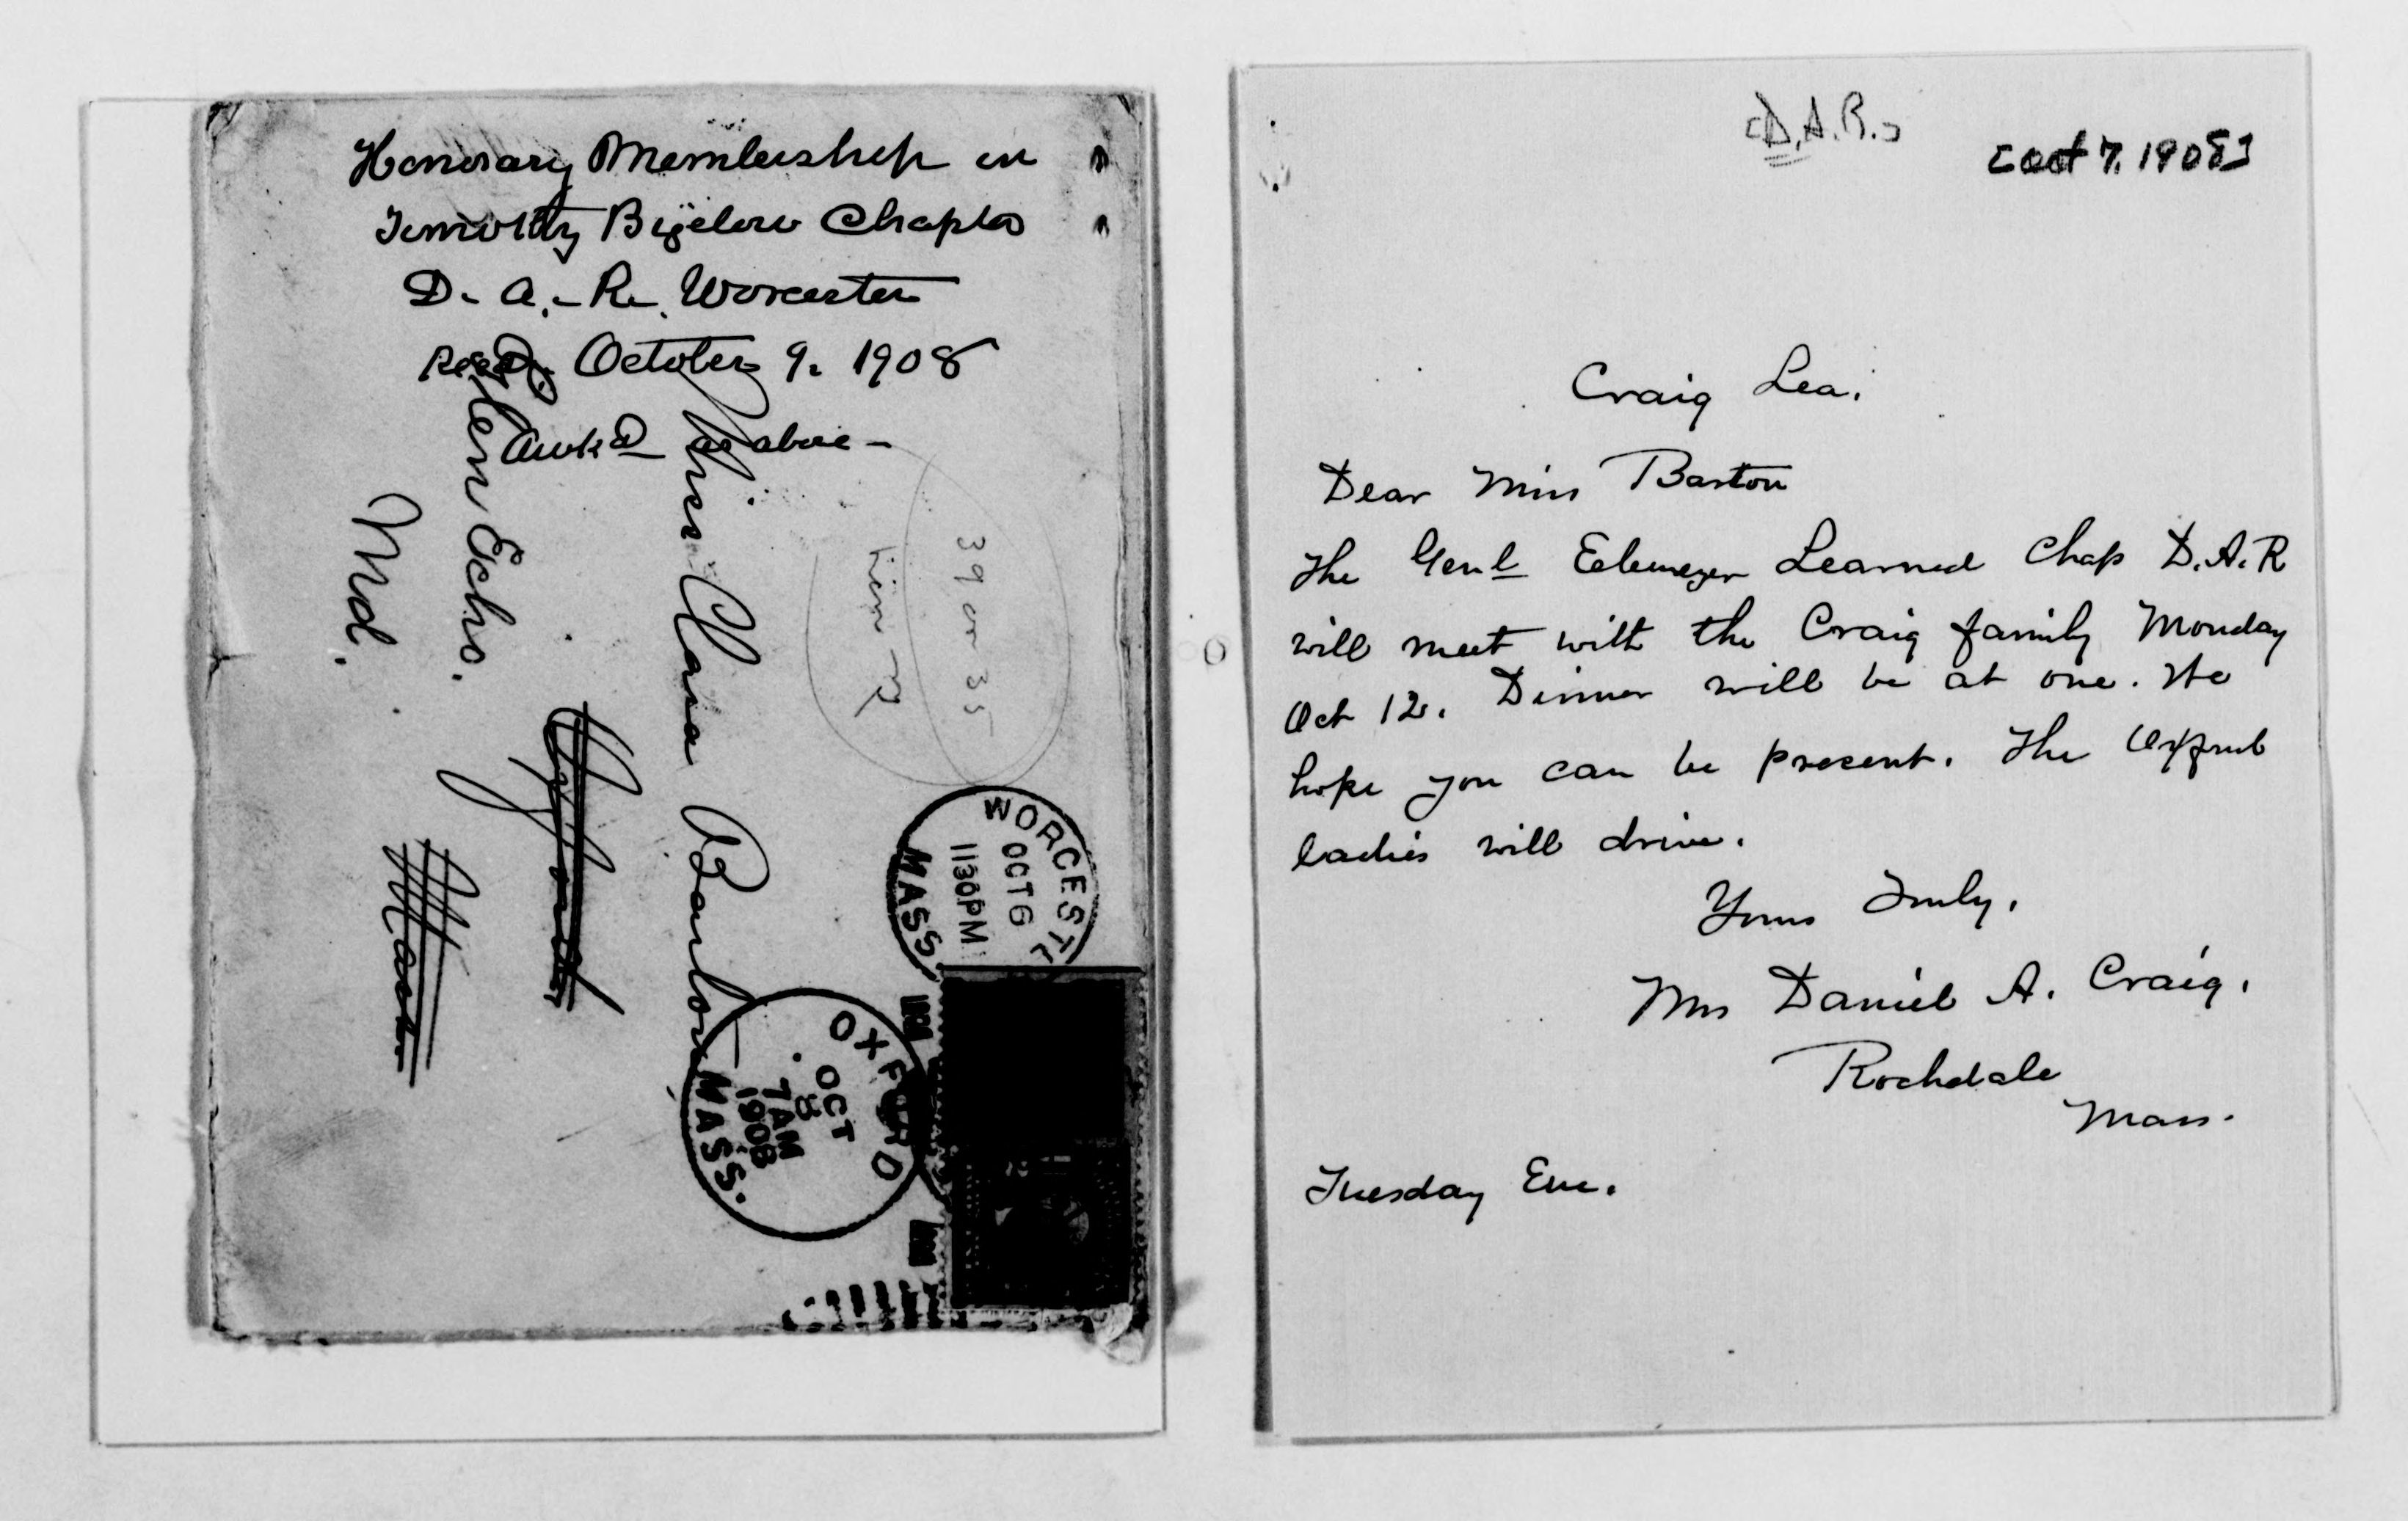 Honorary Membership in
Timothy Bigelow Chapter
D. A. R. Worcester
Recd October 9. 1908
Awkd as above -
Miss Clara Barton
Oxford
Mass.
Glen Echo.
Md.
39 or 35
WORCESTER
OCT 6
1130PM
MASS.
OXFORD
OCT
8
7AM
1908
MASS.
[D.A.R.]
[Oct 7. 1908]
Craig Lea.
Dear Miss Barton
The Genl Ebenezer Learned Chap D.A.R
will meet with the Craig family Monday
Oct 12. Dinner will be at one. We
hope you can be present. The Oxford
ladies will drive.
Yours Truly,
Mrs Daniel A. Craig.
Rochdale
Mass.
Tuesday Eve.